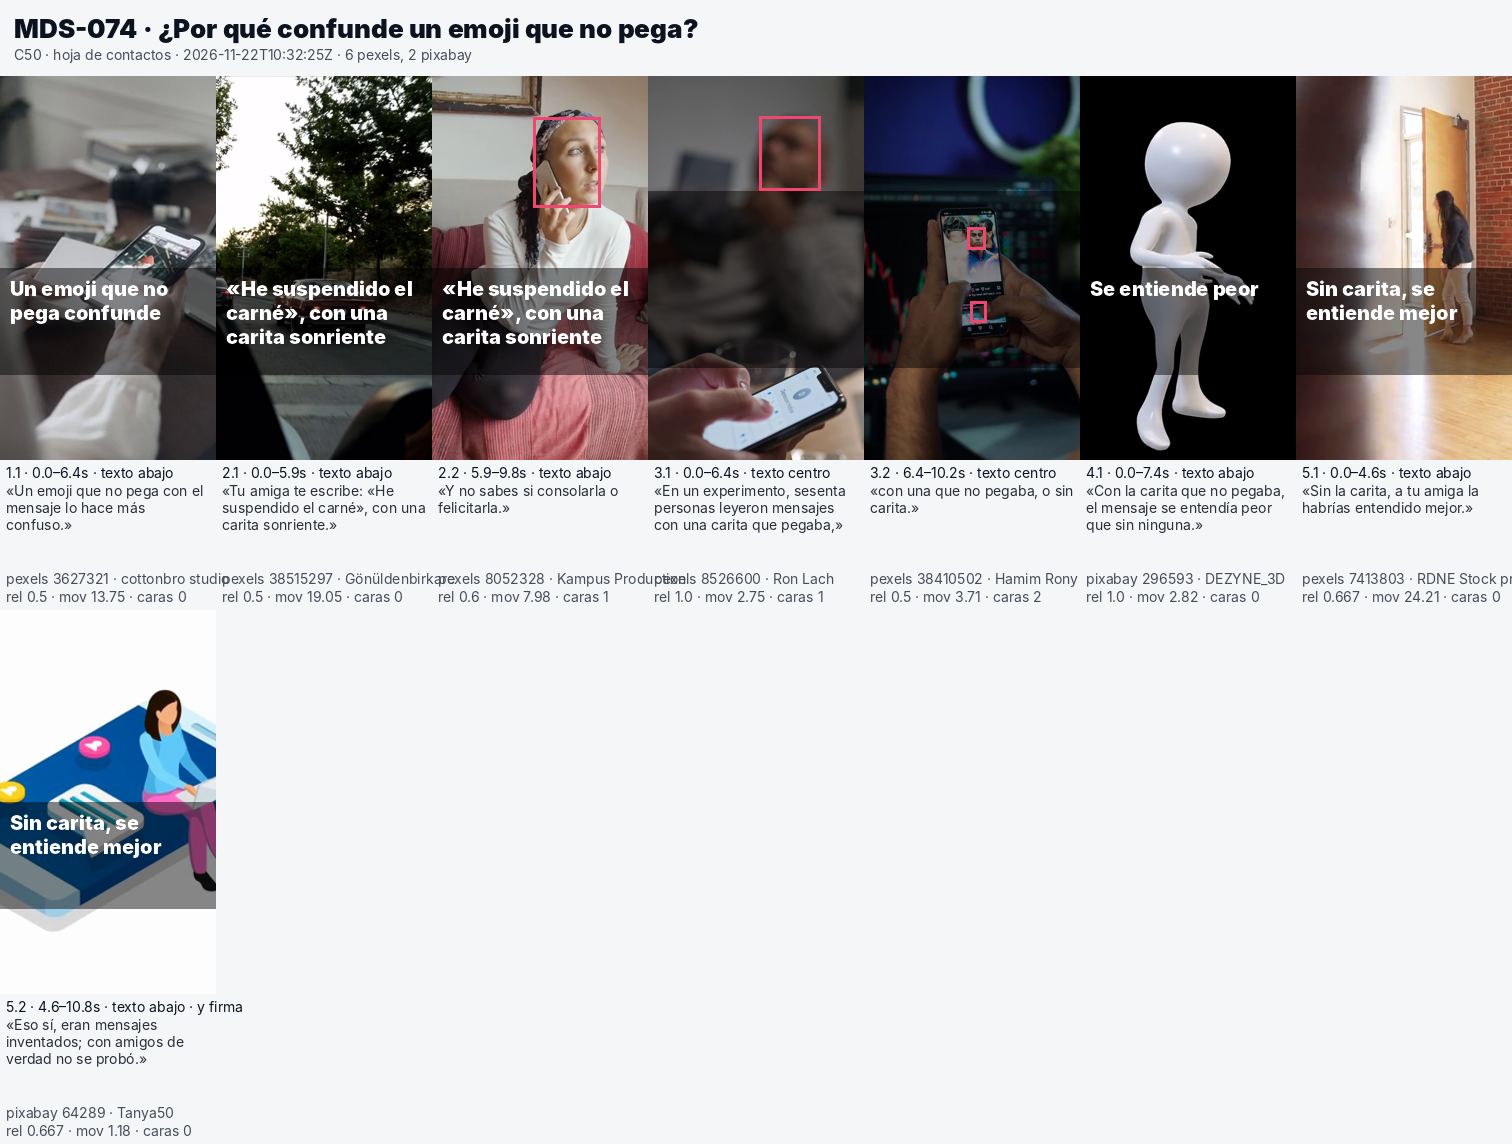 MDS-074 · ¿Por qué confunde un emoji que no pega?
C50 · hoja de contactos · 2026-11-22T10:32:25Z · 6 pexels, 2 pixabay
Un emoji que no
pega confunde
«He suspendido el
carné», con una
carita sonriente
«He suspendido el
carné», con una
carita sonriente
Se entiende peor
Sin carita, se
entiende mejor
1.1 · 0.0–6.4s · texto abajo
«Un emoji que no pega con el
mensaje lo hace más
confuso.»
pexels 3627321 · cottonbro studio
rel 0.5 · mov 13.75 · caras 0
2.1 · 0.0–5.9s · texto abajo
«Tu amiga te escribe: «He
suspendido el carné», con una
carita sonriente.»
pexels 38515297 · Gönüldenbirkare
rel 0.5 · mov 19.05 · caras 0
2.2 · 5.9–9.8s · texto abajo
«Y no sabes si consolarla o
felicitarla.»
pexels 8052328 · Kampus Production
rel 0.6 · mov 7.98 · caras 1
3.1 · 0.0–6.4s · texto centro
«En un experimento, sesenta
personas leyeron mensajes
con una carita que pegaba,»
pexels 8526600 · Ron Lach
rel 1.0 · mov 2.75 · caras 1
3.2 · 6.4–10.2s · texto centro
«con una que no pegaba, o sin
carita.»
pexels 38410502 · Hamim Rony
rel 0.5 · mov 3.71 · caras 2
4.1 · 0.0–7.4s · texto abajo
«Con la carita que no pegaba,
el mensaje se entendía peor
que sin ninguna.»
pixabay 296593 · DEZYNE_3D
rel 1.0 · mov 2.82 · caras 0
5.1 · 0.0–4.6s · texto abajo
«Sin la carita, a tu amiga la
habrías entendido mejor.»
pexels 7413803 · RDNE Stock pr
rel 0.667 · mov 24.21 · caras 0
Sin carita, se
entiende mejor
5.2 · 4.6–10.8s · texto abajo · y firma
«Eso sí, eran mensajes
inventados; con amigos de
verdad no se probó.»
pixabay 64289 · Tanya50
rel 0.667 · mov 1.18 · caras 0